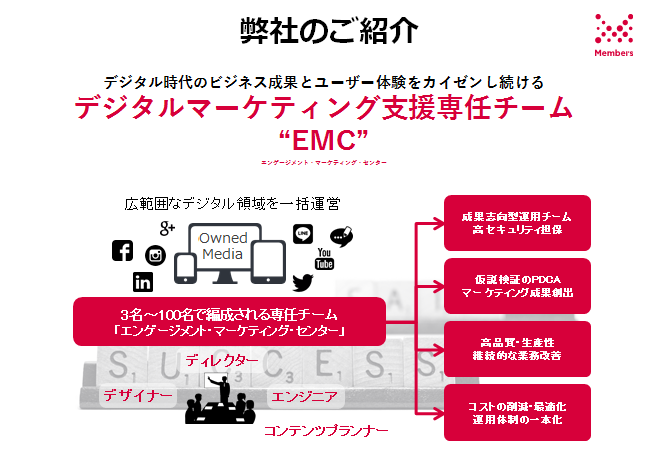 弊社のご紹介
Members
デジタル時代のビジネス成果とユーザー体験をカイゼンし続ける
デジタルマーケティング支援専任チーム
“EMC”
エンゲージメント・マーケティング・センター
広範囲なデジタル領域を一括運営
g+
Owned
Media
LINE
f
in
You
Tube
3名～100名で編成される専任チーム
「エンゲージメント・マーケティング・センター」
成果志向型運用チーム
高セキュリティ担保
仮説検証のPDCA
マーケティング成果創出
高品質・生産性
継続的な業務改善
コストの削減・最適化
運用体制の一本化
FAI
SUCCESS
ディレクター
デザイナー
エンジニア
コンテンツプランナー